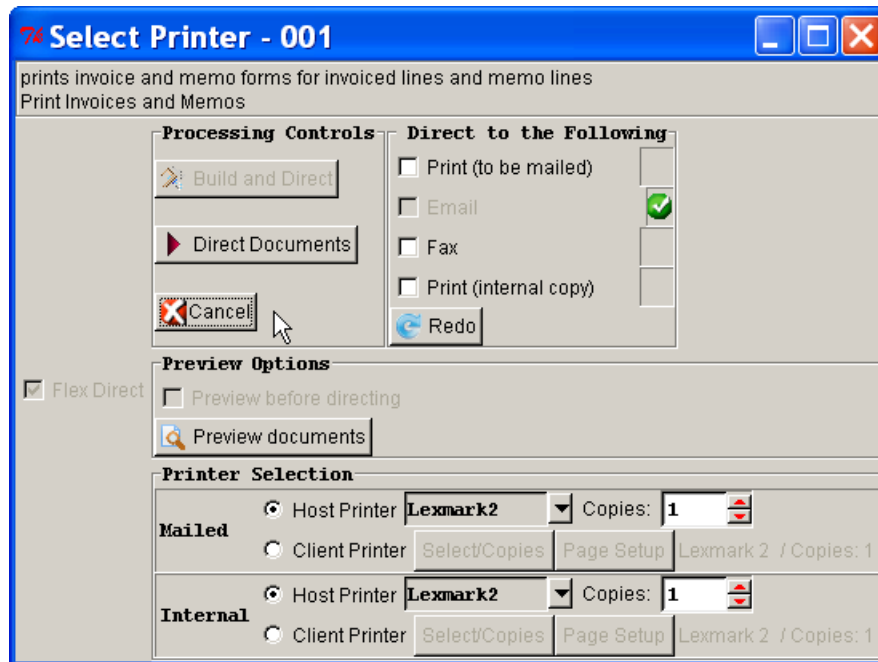 Select Printer - 001
prints invoice and memo forms for invoiced lines and memo lines
Print Invoices and Memos
Processing Controls
Direct to the Following
Build and Direct
Print (to be mailed)
Email
Direct Documents
Fax
Print (internal copy)
Cancel
Redo
Preview Options
Flex Direct
Preview before directing
Preview documents
Printer Selection
Mailed
Host Printer Lexmark2 Copies: 1
Client Printer Select/Copies Page Setup Lexmark 2 / Copies: 1
Internal
Host Printer Lexmark2 Copies: 1
Client Printer Select/Copies Page Setup Lexmark 2 / Copies: 1